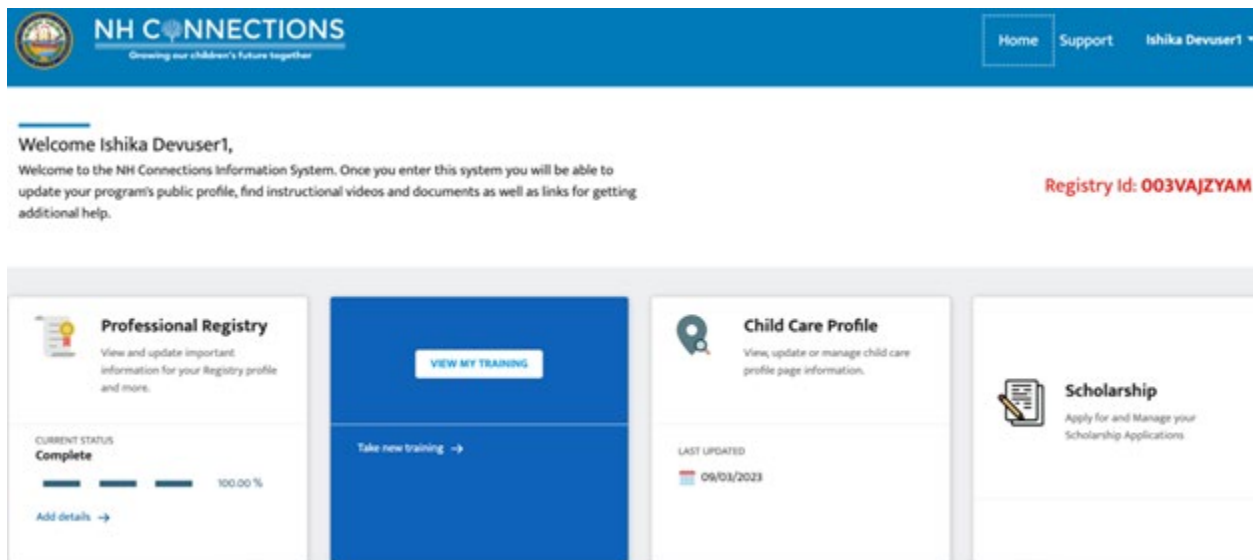 NH CONNECTIONS
Growing our children's future together
Home Support Ishika Devuser1
Welcome Ishika Devuser1,
Welcome to the NH Connections Information System. Once you enter this system you will be able to
update your program's public profile, find instructional videos and documents as well as links for getting
additional help.
Registry Id: 003VAJZYAM
Professional Registry
View and update important
information for your Registry profile
and more.
CURRENT STATUS
Complete
100.00 %
Add details →
VIEW MY TRAINING
Take new training →
Child Care Profile
View, update or manage child care
profile page information.
LAST UPDATED
09/03/2023
Scholarship
Apply for and Manage your
Scholarship Applications